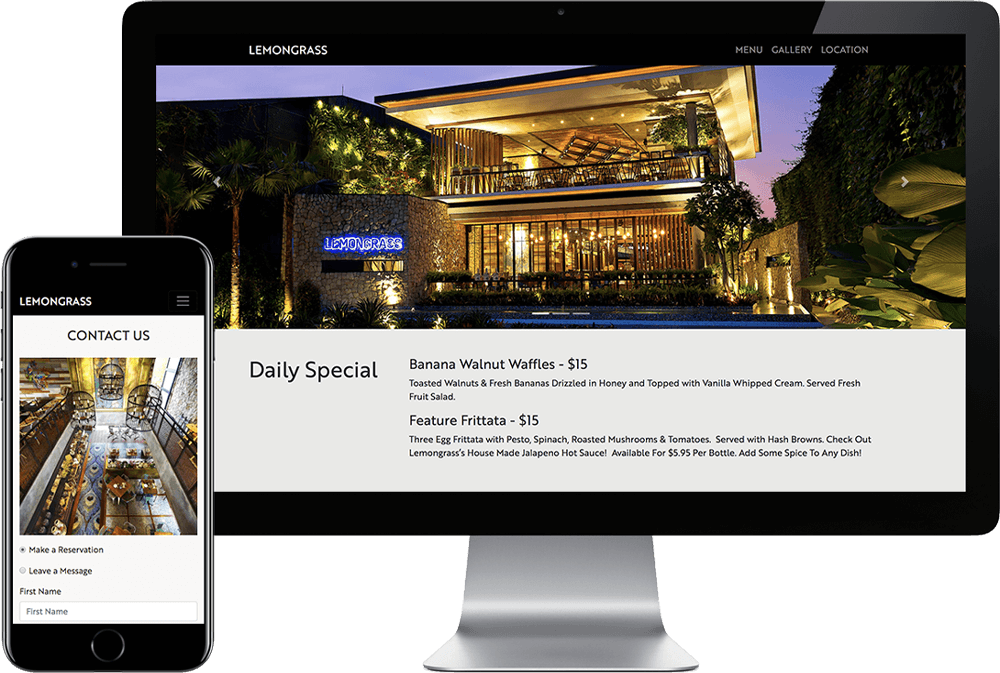 LEMONGRASS
MENU GALLERY LOCATION
LEMONGRASS
Daily Special
Banana Walnut Waffles - $15
Toasted Walnuts & Fresh Bananas Drizzled in Honey and Topped with Vanilla Whipped Cream. Served Fresh
Fruit Salad.
Feature Frittata - $15
Three Egg Frittata with Pesto, Spinach, Roasted Mushrooms & Tomatoes. Served with Hash Browns. Check Out
Lemongrass's House Made Jalapeno Hot Sauce! Available For $5.95 Per Bottle. Add Some Spice To Any Dish!
LEMONGRASS
CONTACT US
Make a Reservation
Leave a Message
First Name
First Name